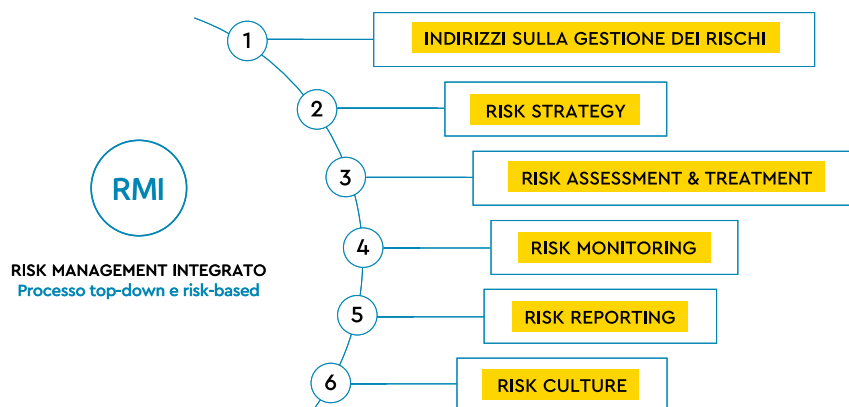 1
INDIRIZZI SULLA GESTIONE DEI RISCHI
2
RISK STRATEGY
3
RISK ASSESSMENT & TREATMENT
RMI
4
RISK MONITORING
RISK MANAGEMENT INTEGRATO
Processo top-down e risk-based
5
RISK REPORTING
6
RISK CULTURE